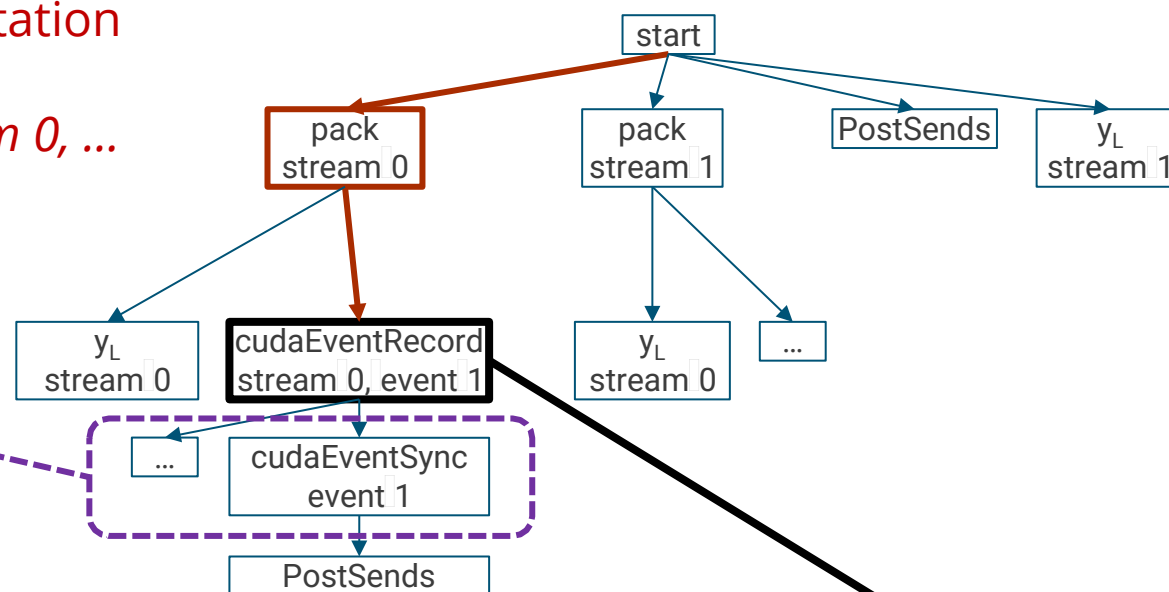 start
pack
stream 0
pack
stream 1
PostSends
yL
stream 1
m 0, ...
yL
stream 0
cudaEventRecord
stream 0, event 1
yL
stream 0
...
...
cudaEventSync
event 1
PostSends